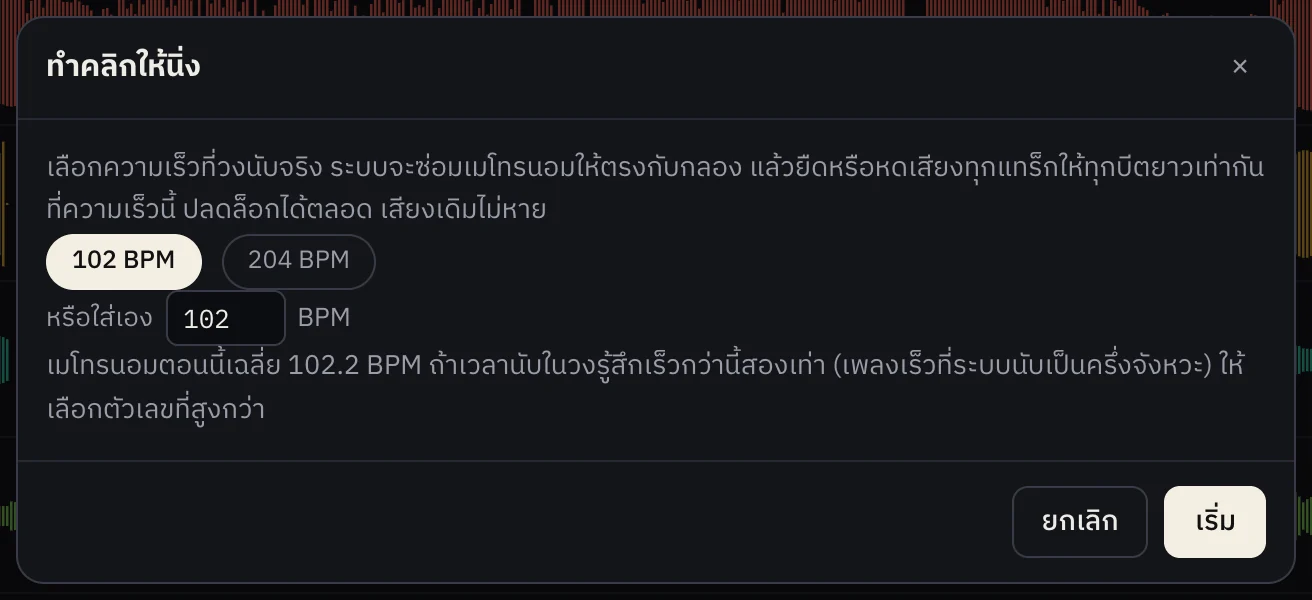 ทำคลิกให้นิ่ง
×
เลือกความเร็วที่วงนับจริง ระบบจะซ่อมเมโทรนอมให้ตรงกับกลอง แล้วยืดหรือหดเสียงทุกแทร็กให้ทุกบีตยาวเท่ากัน
ที่ความเร็วนี้ ปลดล็อกได้ตลอด เสียงเดิมไม่หาย
102 BPM 204 BPM
หรือใส่เอง 102 BPM
เมโทรนอมตอนนี้เฉลี่ย 102.2 BPM ถ้าเวลานับในวงรู้สึกเร็วกว่านี้สองเท่า (เพลงเร็วที่ระบบนับเป็นครึ่งจังหวะ) ให้
เลือกตัวเลขที่สูงกว่า
ยกเลิก เริ่ม